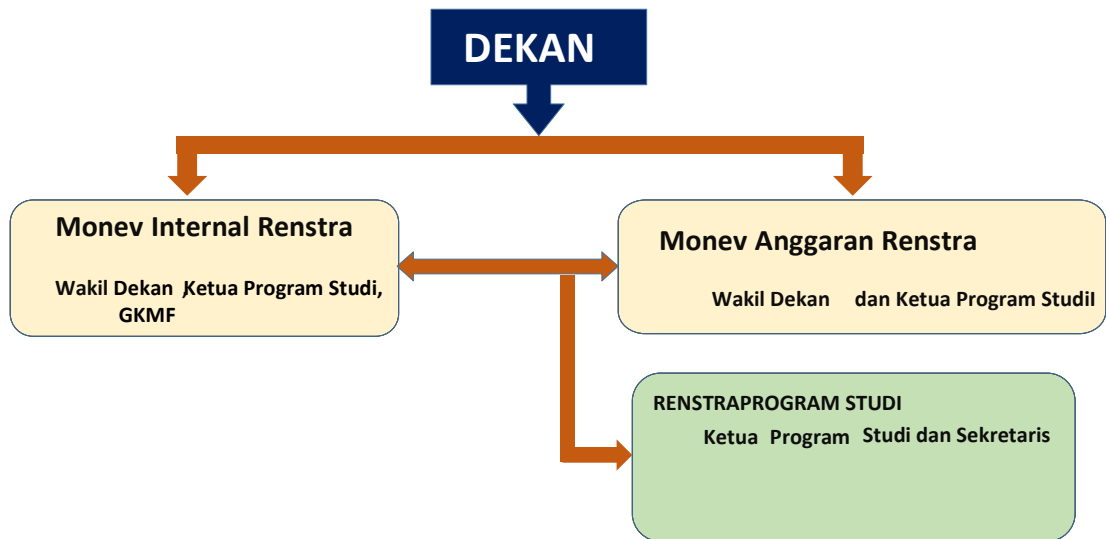 DEKAN
Monev Internal Renstra
Wakil Dekan ,Ketua Program Studi,
GKMF
Monev Anggaran Renstra
Wakil Dekan dan Ketua Program StudiI
RENSTRAPROGRAM STUDI
Ketua Program Studi dan Sekretaris